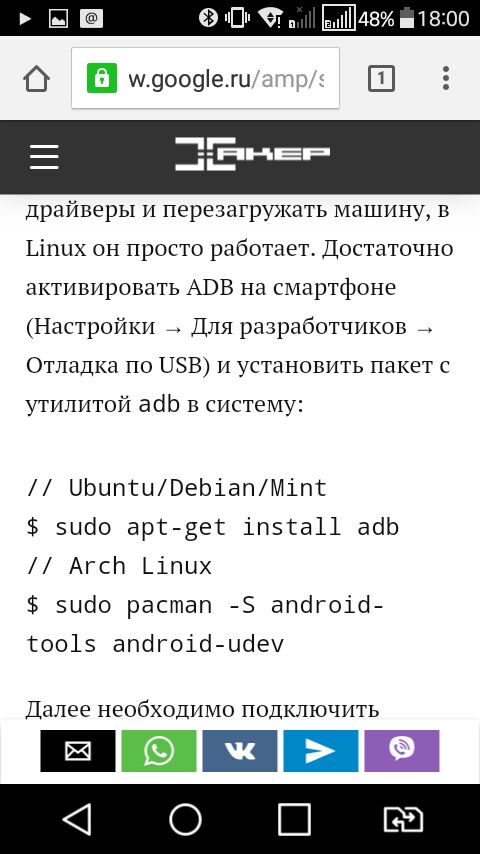 48% 18:00
w.google.ru/amp/s
1
ХАКЕР
драйверы и перезагружать машину, в
Linux он просто работает. Достаточно
активировать ADB на смартфоне
(Настройки → Для разработчиков →
Отладка по USB) и установить пакет с
утилитой adb в систему:
// Ubuntu/Debian/Mint
$ sudo apt-get install adb
// Arch Linux
$ sudo pacman -S android-
tools android-udev
Далее необходимо подключить